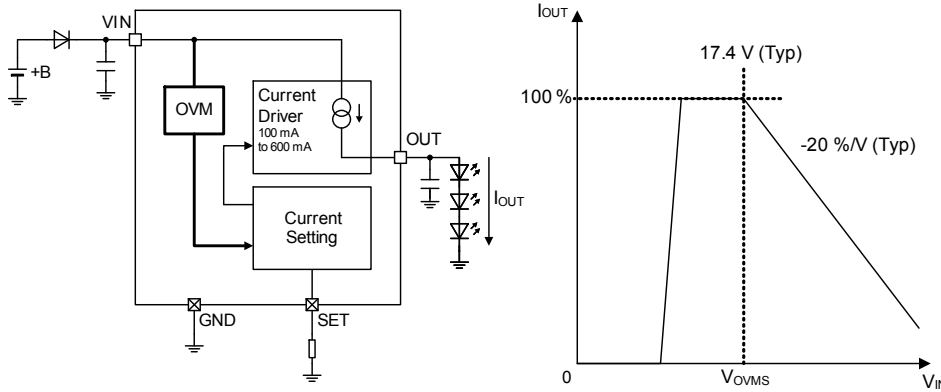 VIN
+B
OVM
Current
Driver
100 mA
to 600 mA
OUT
IOUT
Current
Setting
GND
SET
IOUT
17.4 V (Typ)
100 %
-20 %/V (Typ)
0
VOVMS
VIN